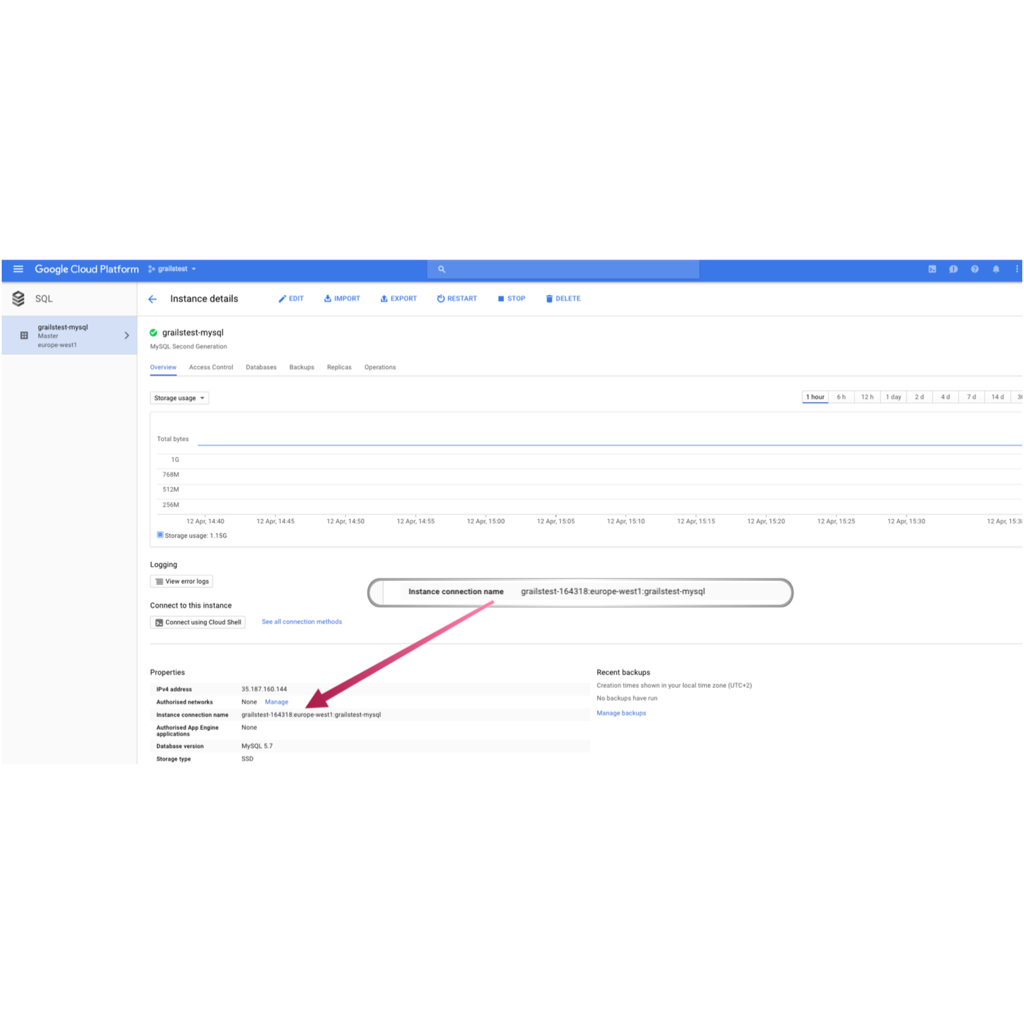 Google Cloud Platform grailstest
SQL
Instance details EDIT IMPORT EXPORT RESTART STOP DELETE
grailstest-mysql
Master
europe-west1
grailstest-mysql
MySQL Second Generation
Overview Access Control Databases Backups Replicas Operations
Storage usage
1 hour 6 h 12 h 1 day 2 d 4 d 7 d 14 d
Total bytes
1G
768M
512M
256M
12 Apr, 14:40 12 Apr, 14:45 12 Apr, 14:50 12 Apr, 14:55 12 Apr, 15:00 12 Apr, 15:05 12 Apr, 15:10 12 Apr, 15:15 12 Apr, 15:20 12 Apr, 15:25 12 Apr, 15:30 12 Apr,
Storage usage: 1.15G
Logging
View error logs
Instance connection name grailstest-164318:europe-west1:grailstest-mysql
Connect to this instance
Connect using Cloud Shell See all connection methods
Properties
IPv4 address 35.187.160.144
Authorised networks None Manage
Instance connection name grailstest-164318:europe-west1:grailstest-mysql
Authorised App Engine None
applications
Database version MySQL 5.7
Storage type SSD
Recent backups
Creation times shown in your local time zone (UTC+2)
No backups have run
Manage backups